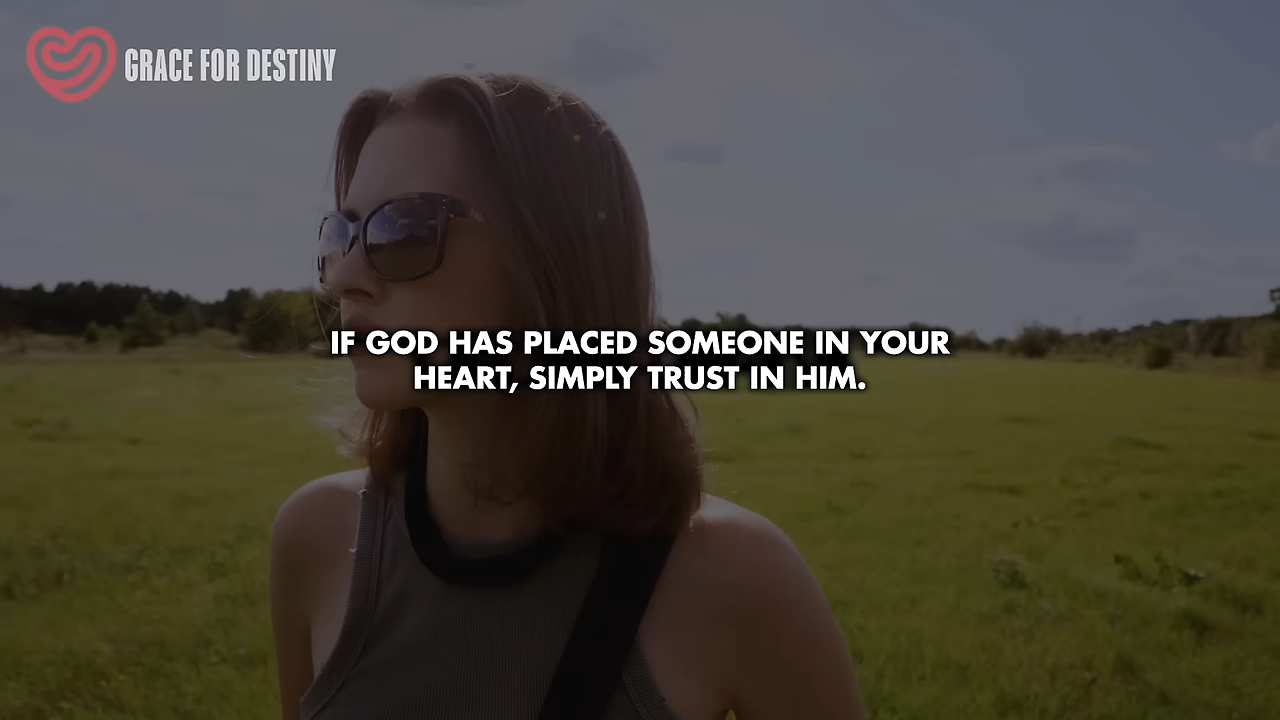 GRACE FOR DESTINY
IF GOD HAS PLACED SOMEONE IN YOUR
HEART, SIMPLY TRUST IN HIM.